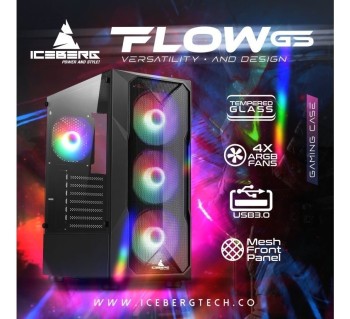 ICEBERG
POWER AND STYLE!
FLOW G5
VERSATILITY • AND DESIGN
TEMPERED
GLASS
4X
ARGB
FANS
USB3.0
Mesh
Front
Panel
GAMING CASE
ICEBERG
WWW.ICEBERGTECH.CO